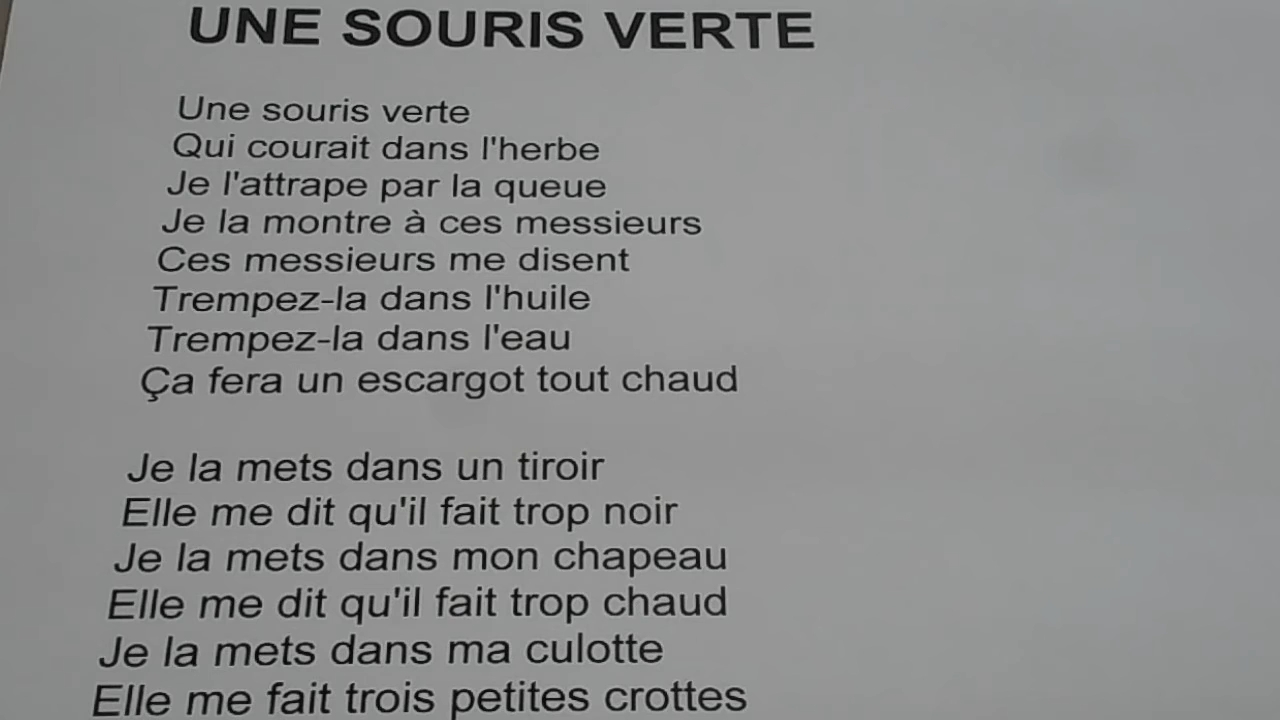 UNE SOURIS VERTE
Une souris verte
Qui courait dans l'herbe
Je l'attrape par la queue
Je la montre à ces messieurs
Ces messieurs me disent
Trempez-la dans l'huile
Trempez-la dans l'eau
Ça fera un escargot tout chaud
Je la mets dans un tiroir
Elle me dit qu'il fait trop noir
Je la mets dans mon chapeau
Elle me dit qu'il fait trop chaud
Je la mets dans ma culotte
Elle me fait trois petites crottes